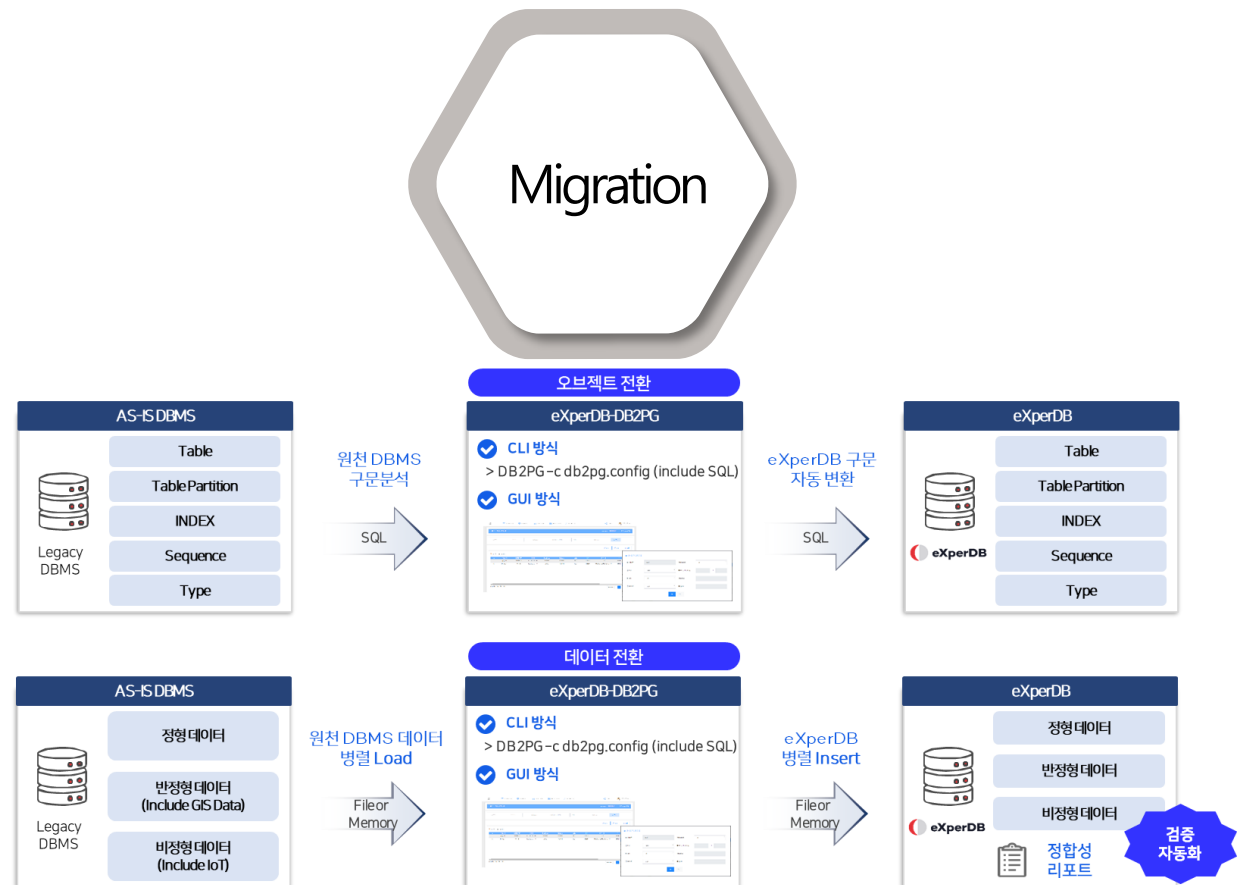 Migration
오브젝트 전환
AS-IS DBMS
Legacy
DBMS
Table
Table Partition
INDEX
Sequence
Type
원천 DBMS
구문분석
SQL
eXperDB-DB2PG
CLI 방식
> DB2PG -c db2pg.config (include SQL)
GUI 방식
eXperDB 구문
자동 변환
SQL
eXperDB
eXperDB
Table
Table Partition
INDEX
Sequence
Type
데이터 전환
AS-IS DBMS
Legacy
DBMS
정형 데이터
반정형 데이터
(Include GIS Data)
비정형 데이터
(Include IoT)
원천 DBMS 데이터
병렬 Load
File or
Memory
eXperDB-DB2PG
CLI 방식
> DB2PG -c db2pg.config (include SQL)
GUI 방식
eXperDB
병렬 Insert
File or
Memory
eXperDB
eXperDB
정형 데이터
반정형 데이터
비정형 데이터
정합성
리포트
검증
자동화